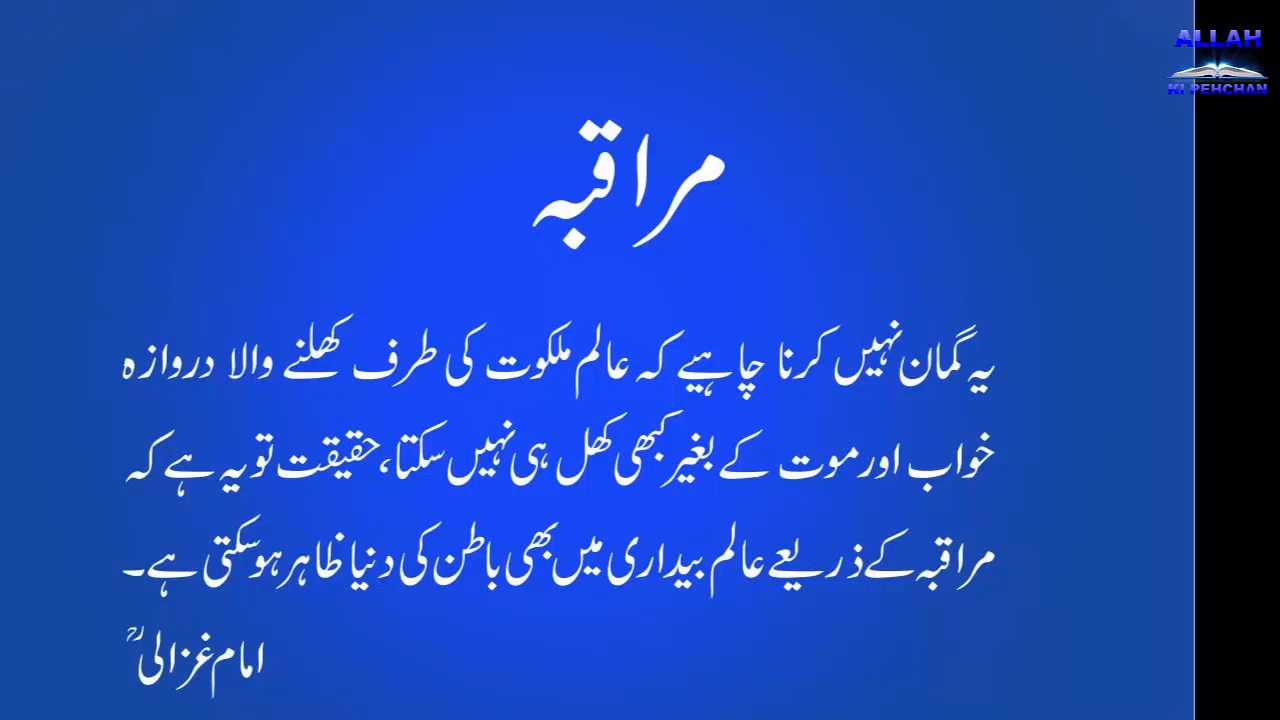 ALLAH
KI PEHCHAN
مراقبہ
یہ گمان نہیں کرنا چاہیے کہ عالم ملکوت کی طرف کھلنے والا دروازہ
خواب اور موت کے بغیر کبھی کھل ہی نہیں سکتا، حقیقت تو یہ ہے کہ
مراقبہ کے ذریعے عالم بیداری میں بھی باطن کی دنیا ظاہر ہو سکتی ہے۔
امام غزالیؒ